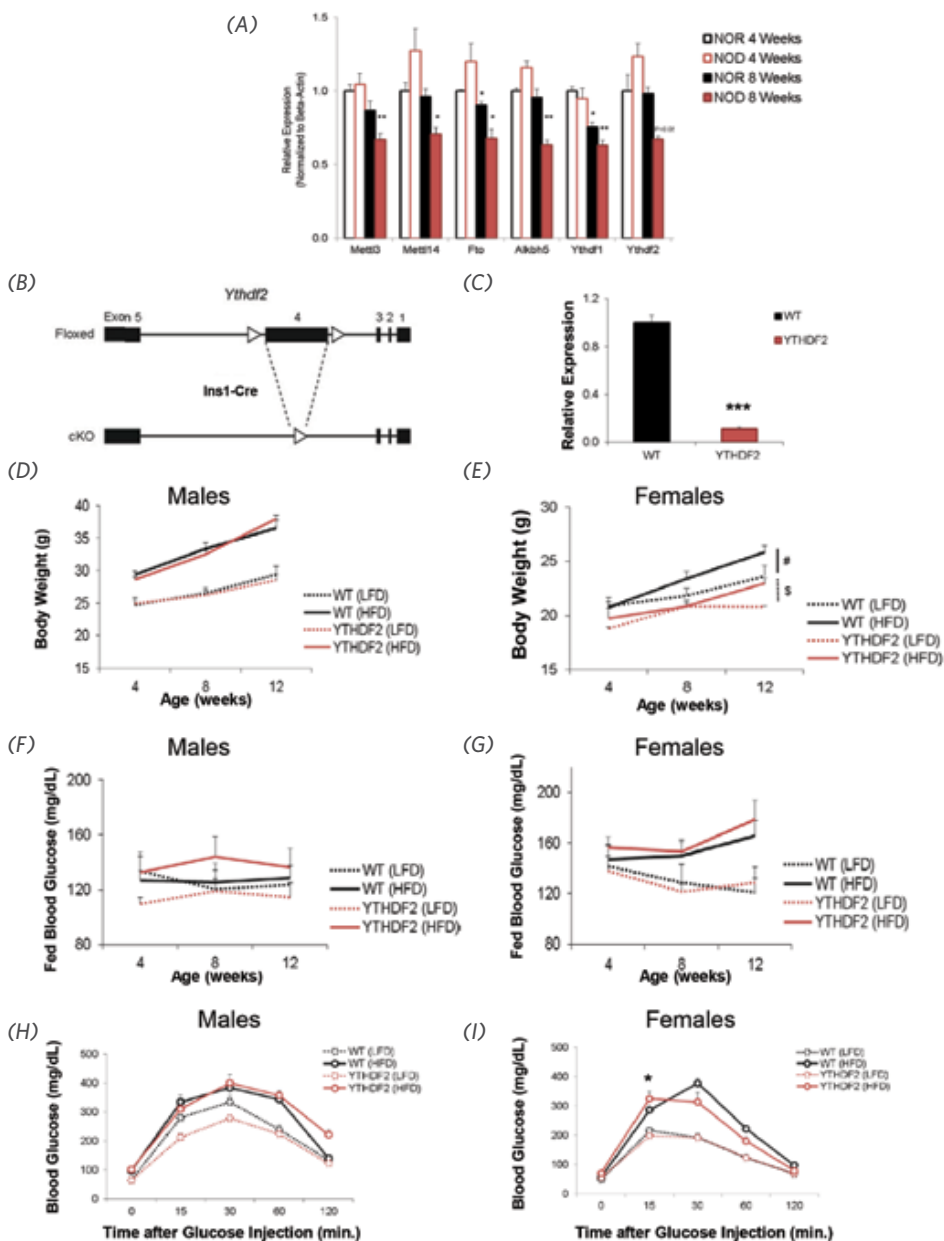 (A)
1.5
1.0
0.5
0.0
Relative Expression
(Normalized to Beta-Actin)
NOR 4 Weeks
NOD 4 Weeks
NOR 8 Weeks
NOD 8 Weeks
** * * * ** * **
Mettl3 Mettl14 Fto Alkbh5 Ythdf1 Ythdf2
(B)
Ythdf2
Exon 5 4 3 2 1
Floxed
Ins1-Cre
cKO
(C)
1.2
0.8
0.4
0.0
Relative Expression
***
WT YTHDF2
WT
YTHDF2
(D)
Males
40
35
30
25
20
15
Body Weight (g)
4 8 12
Age (weeks)
WT (LFD)
WT (HFD)
YTHDF2 (LFD)
YTHDF2 (HFD)
(E)
Females
30
25
20
15
Body Weight (g)
#
$
4 8 12
Age (weeks)
WT (LFD)
WT (HFD)
YTHDF2 (LFD)
YTHDF2 (HFD)
(F)
Males
200
160
120
80
Fed Blood Glucose (mg/dL)
4 8 12
Age (weeks)
WT (LFD)
WT (HFD)
YTHDF2 (LFD)
YTHDF2 (HFD)
(G)
Females
200
160
120
80
Fed Blood Glucose (mg/dL)
4 8 12
Age (weeks)
WT (LFD)
WT (HFD)
YTHDF2 (LFD)
YTHDF2 (HFD)
(H)
Males
500
400
300
200
100
0
Blood Glucose (mg/dL)
0 15 30 60 120
Time after Glucose Injection (min.)
WT (LFD)
WT (HFD)
YTHDF2 (LFD)
YTHDF2 (HFD)
(I)
Females
500
400
300
200
100
0
Blood Glucose (mg/dL)
*
0 15 30 60 120
Time after Glucose Injection (min.)
WT (LFD)
WT (HFD)
YTHDF2 (LFD)
YTHDF2 (HFD)